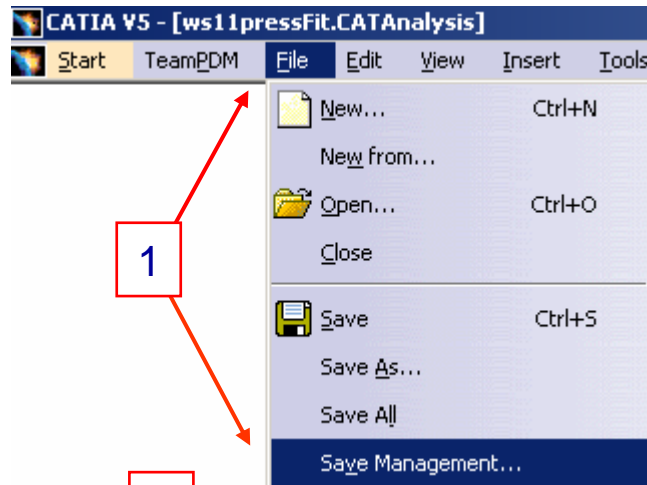 CATIA V5 - [ws11pressFit.CATAnalysis]
Start TeamPDM File Edit View Insert Tools
New... Ctrl+N
New from...
Open... Ctrl+O
1
Close
Save Ctrl+S
Save As...
Save All
Save Management...